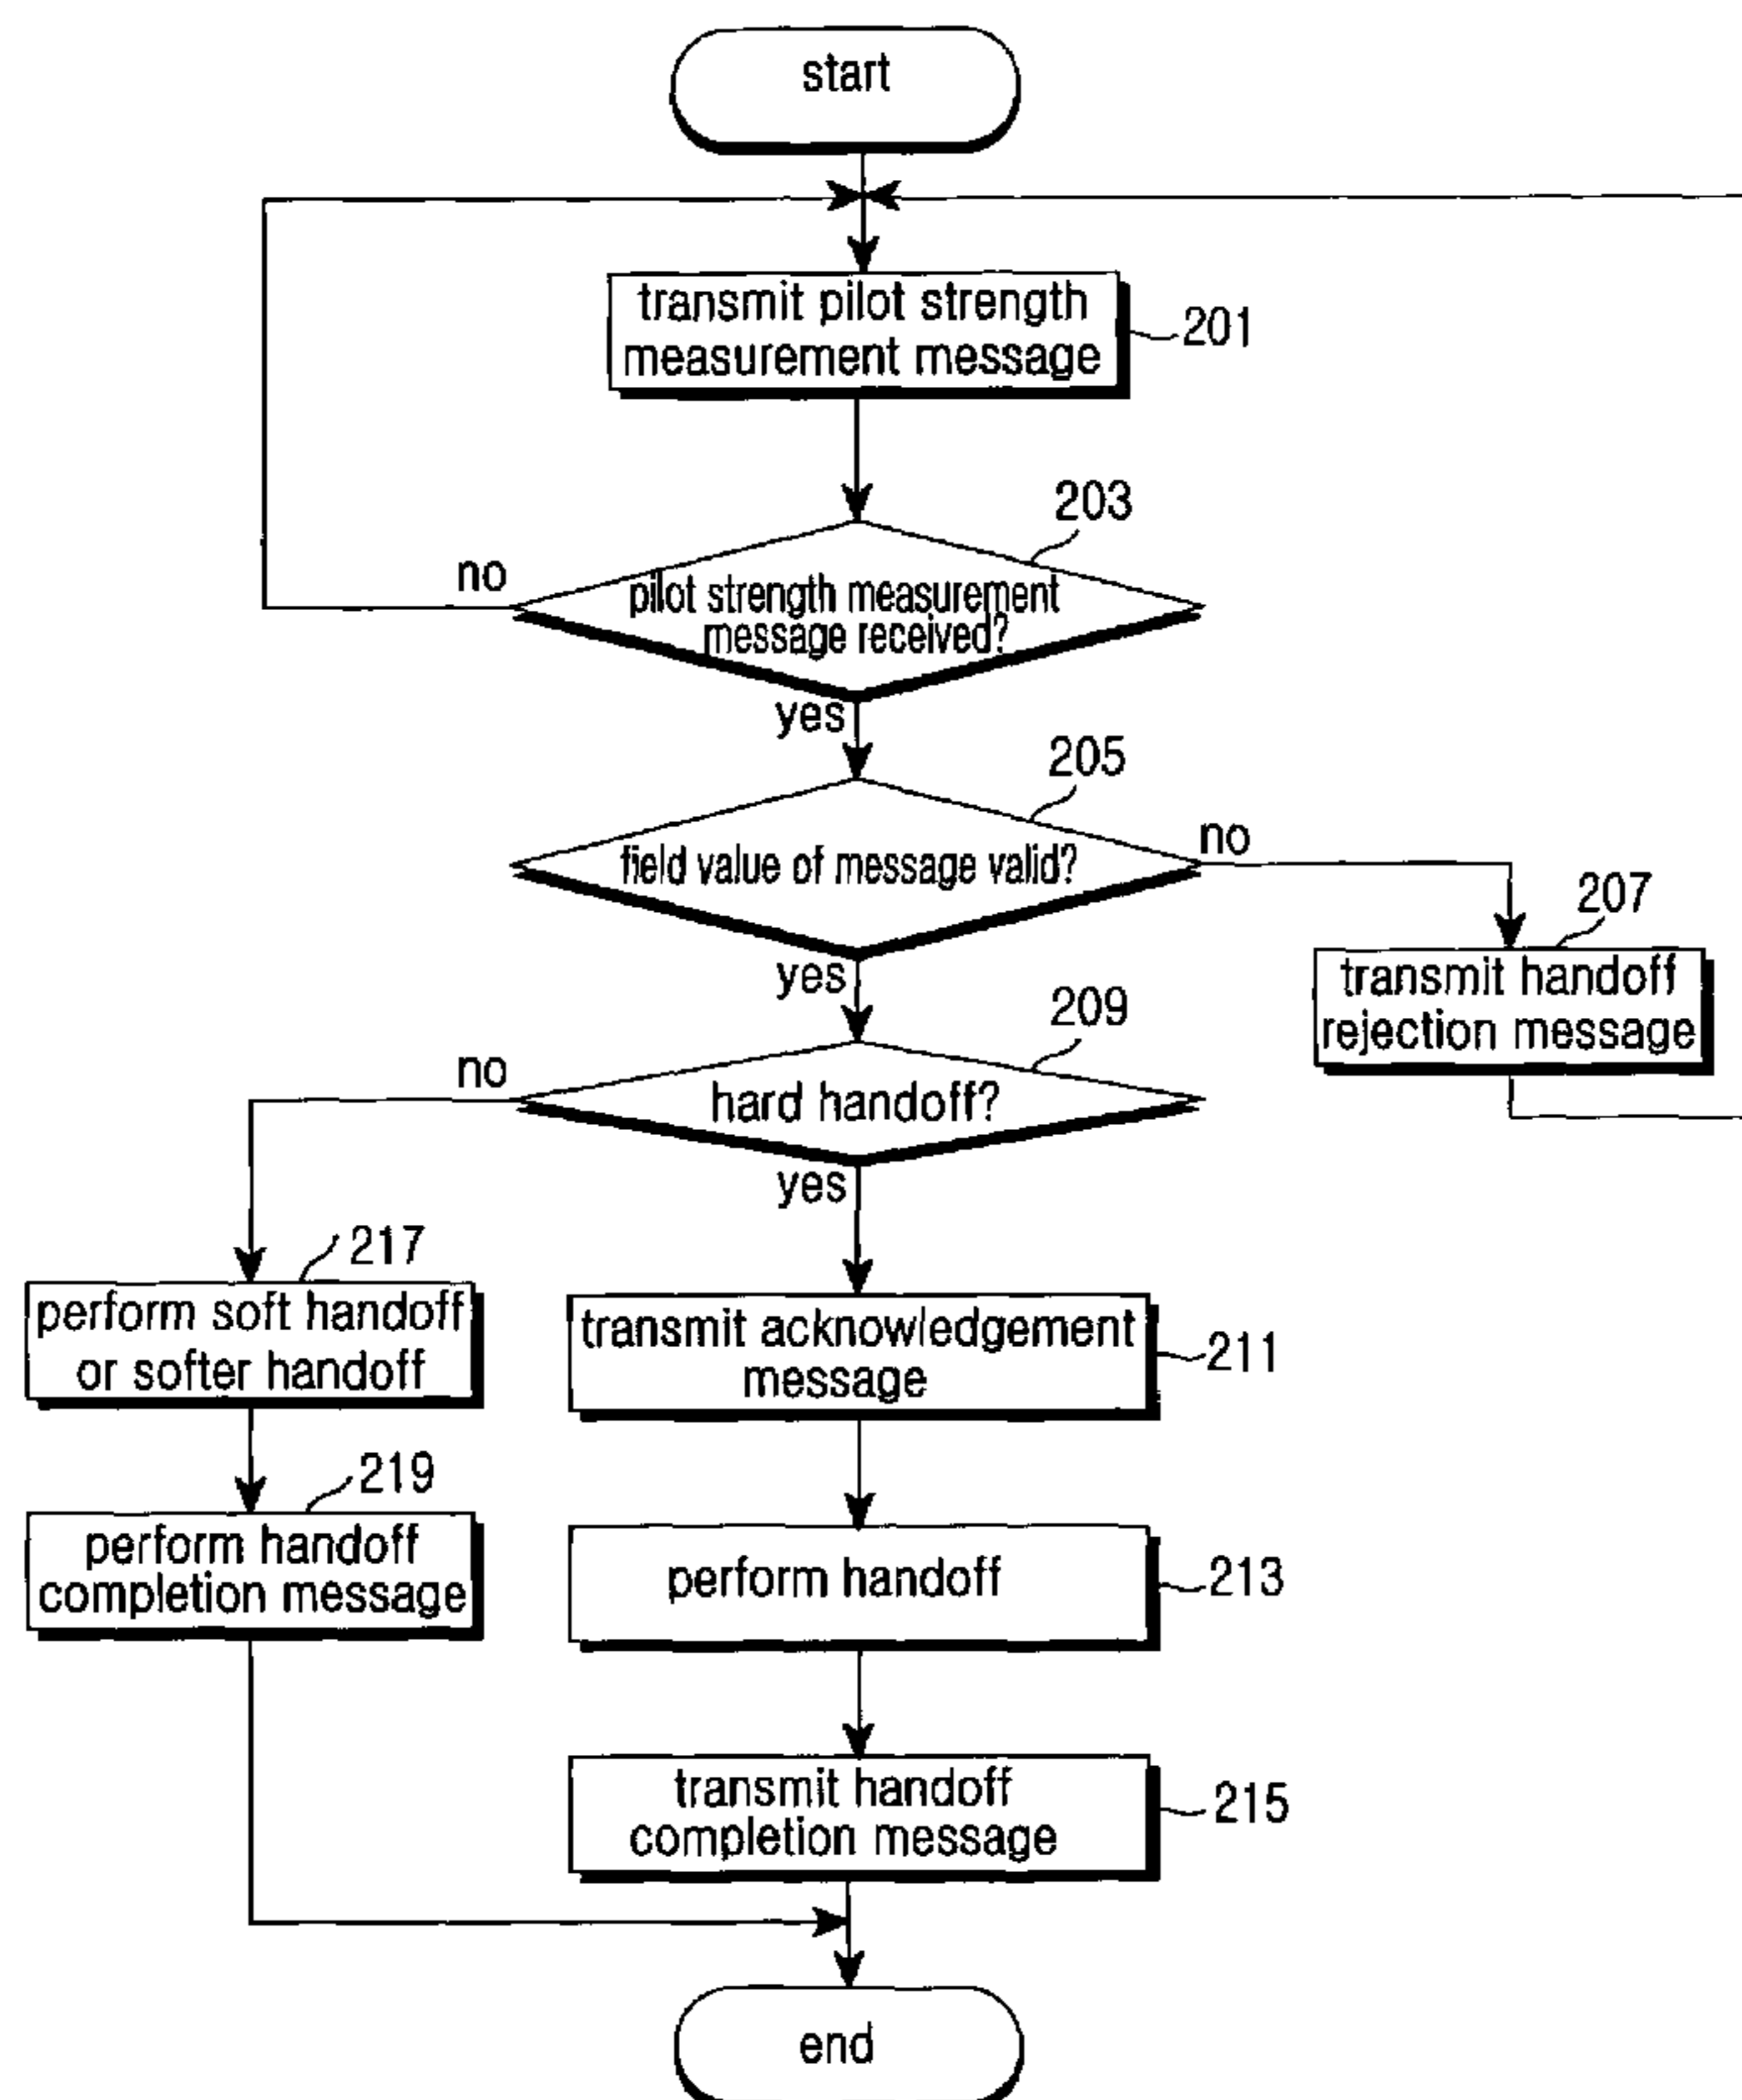 start
transmit pilot strength
measurement message
201
203
no
pilot strength measurement
message received?
yes
205
field value of message valid?
no
207
transmit handoff
rejection message
yes
209
no
hard handoff?
yes
217
perform soft handoff
or softer handoff
transmit acknowledgement
message
211
219
perform handoff
completion message
perform handoff
213
transmit handoff
completion message
215
end